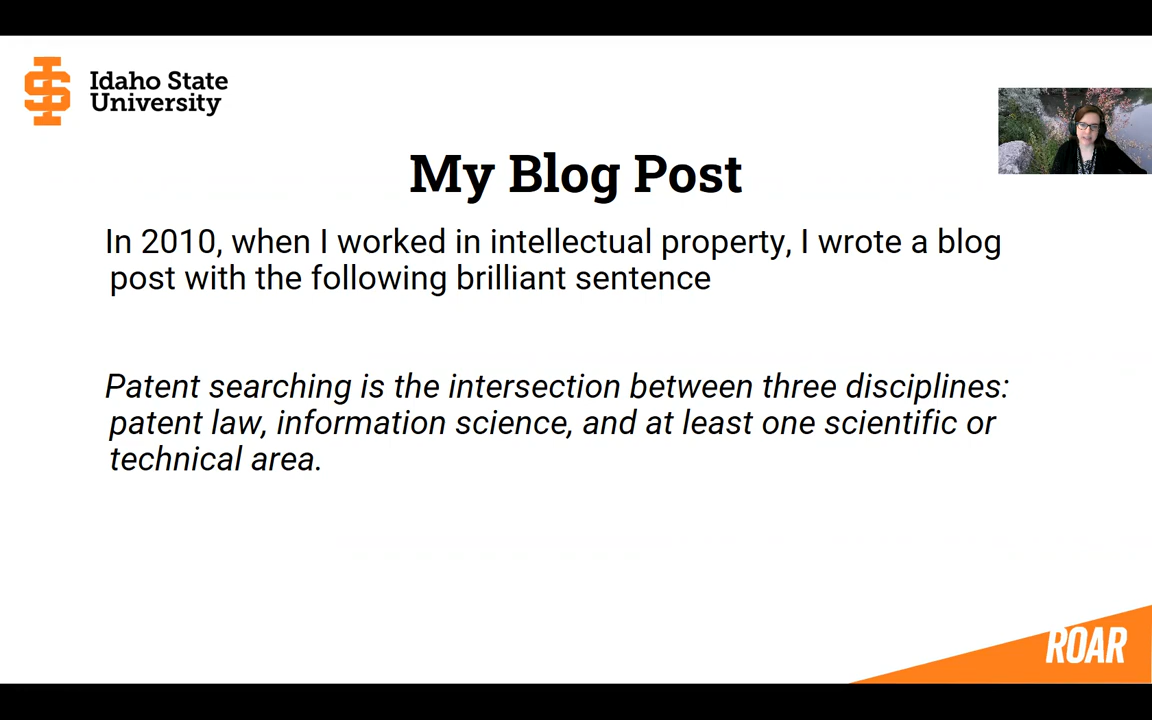 Idaho State
University
My Blog Post
In 2010, when I worked in intellectual property, I wrote a blog
post with the following brilliant sentence
Patent searching is the intersection between three disciplines:
patent law, information science, and at least one scientific or
technical area.
ROAR